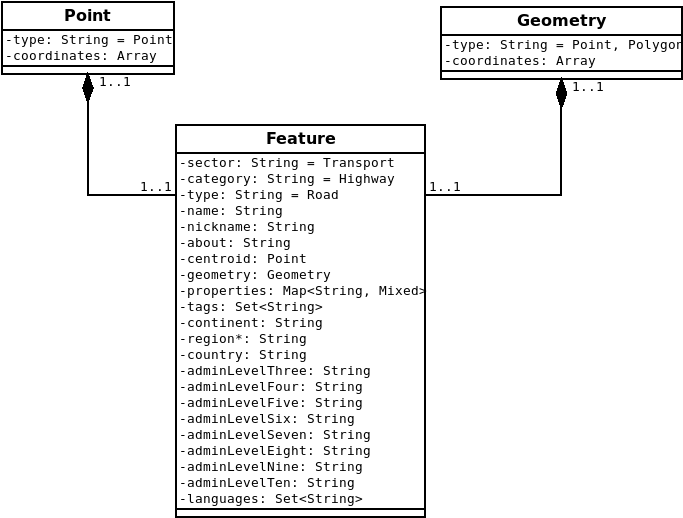 Point
-type: String = Point
-coordinates: Array
1..1
Geometry
-type: String = Point, Polygon
-coordinates: Array
1..1
1..1
1..1
Feature
-sector: String = Transport
-category: String = Highway
-type: String = Road
-name: String
-nickname: String
-about: String
-centroid: Point
-geometry: Geometry
-properties: Map<String, Mixed>
-tags: Set<String>
-continent: String
-region*: String
-country: String
-adminLevelThree: String
-adminLevelFour: String
-adminLevelFive: String
-adminLevelSix: String
-adminLevelSeven: String
-adminLevelEight: String
-adminLevelNine: String
-adminLevelTen: String
-languages: Set<String>